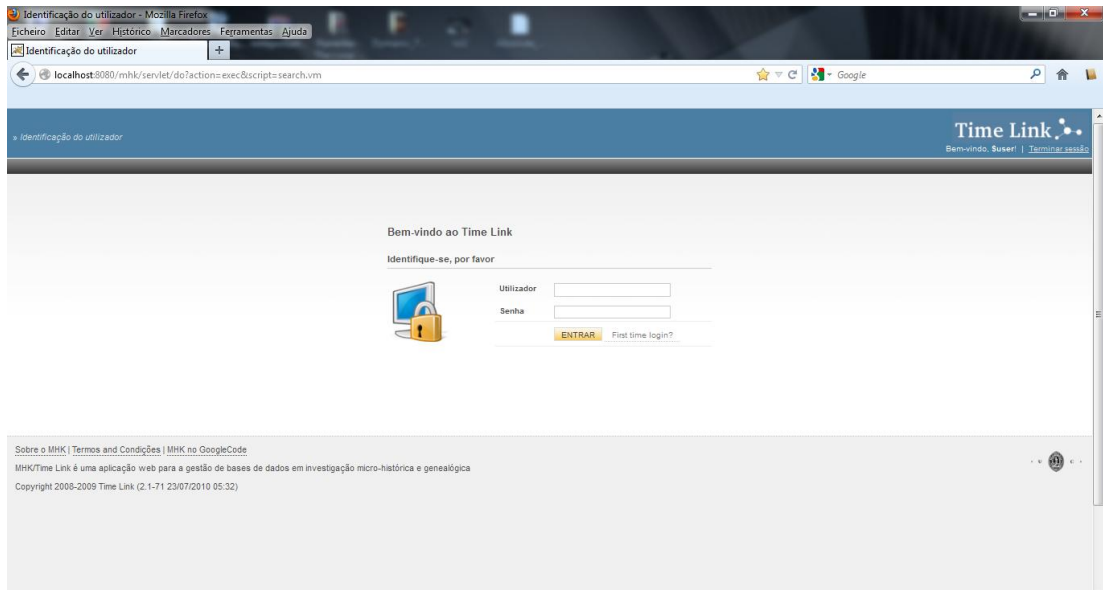 Identificação do utilizador - Mozilla Firefox
Ficheiro Editar Ver Histórico Marcadores Ferramentas Ajuda
Identificação do utilizador +
localhost:8080/mhk/servlet/do?action=exec&script=search.vm
Google
» Identificação do utilizador
Time Link
Bem-vindo, $user! | Terminar sessão
Bem-vindo ao Time Link
Identifique-se, por favor
Utilizador
Senha
ENTRAR First time login?
Sobre o MHK | Termos and Condições | MHK no GoogleCode
MHK/Time Link é uma aplicação web para a gestão de bases de dados em investigação micro-histórica e genealógica
Copyright 2008-2009 Time Link (2.1-71 23/07/2010 05:32)